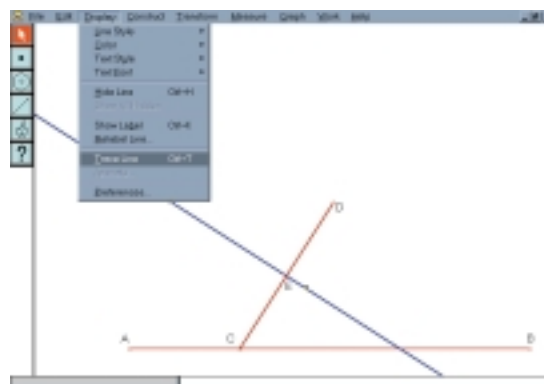 File Edit Display Construct Transform Measure Graph Work Help
Line Style
Color
Text Style
Text Font
Hide Line Ctrl+H
Show Label Ctrl+K
Relabel Line...
Trace Line Ctrl+T
Preferences...
D
E
A C B
?